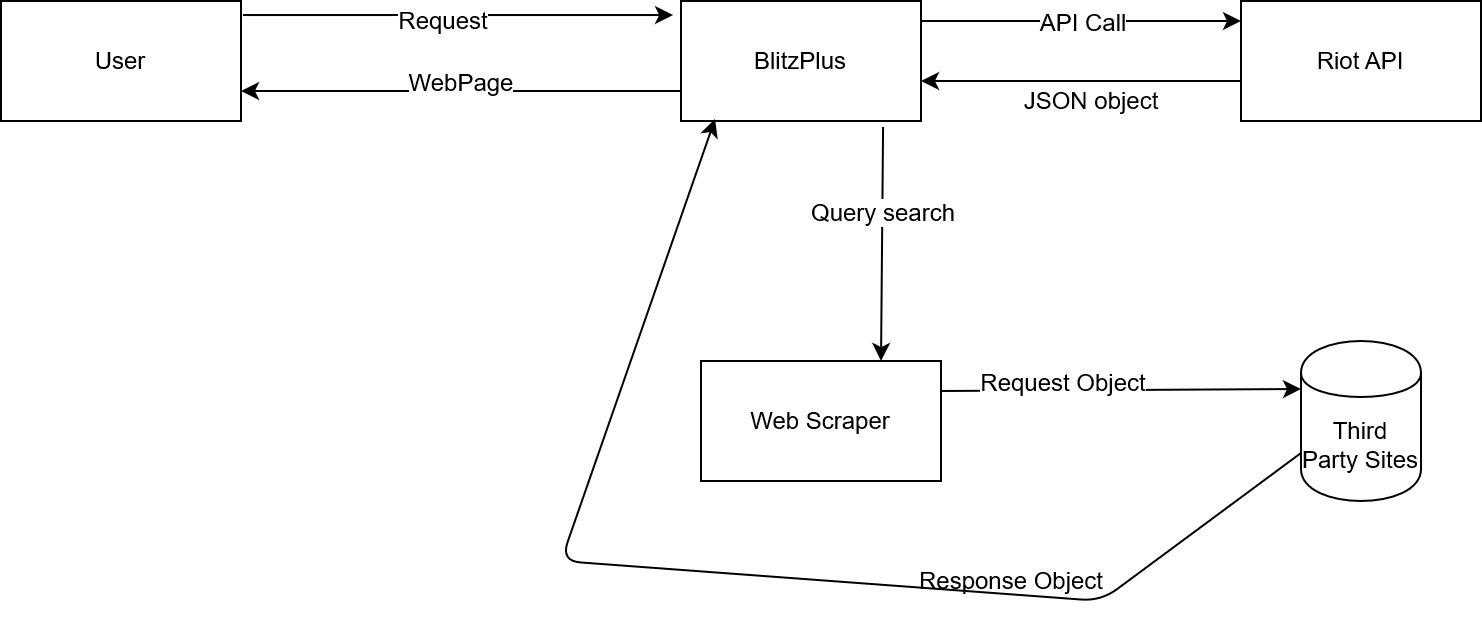 User
Request
WebPage
BlitzPlus
API Call
JSON object
Riot API
Query search
Web Scraper
Request Object
Third
Party Sites
Response Object